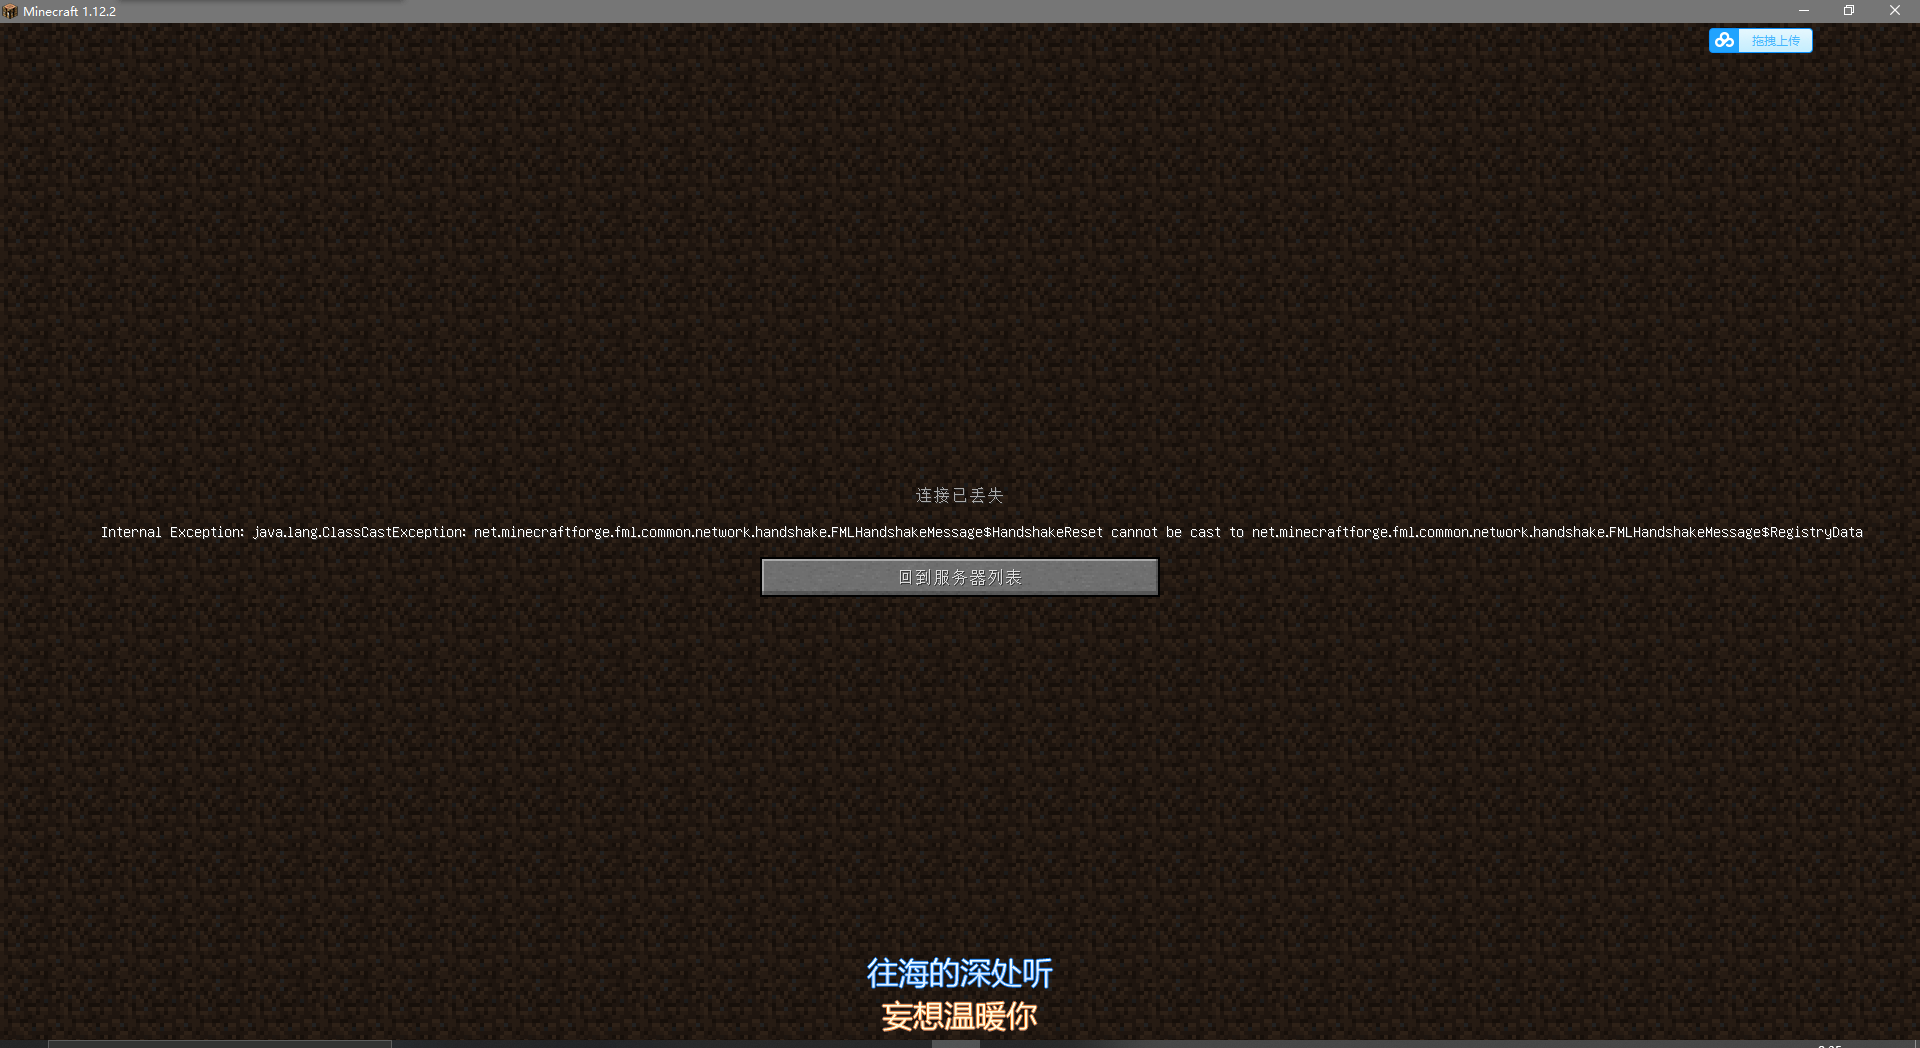 Minecraft 1.12.2
拖拽上传
连接已丢失
Internal Exception: java.lang.ClassCastException: net.minecraftforge.fml.common.network.handshake.FMLHandshakeMessage$HandshakeReset cannot be cast to net.minecraftforge.fml.common.network.handshake.FMLHandshakeMessage$RegistryData
回到服务器列表
往海的深处听
妄想温暖你